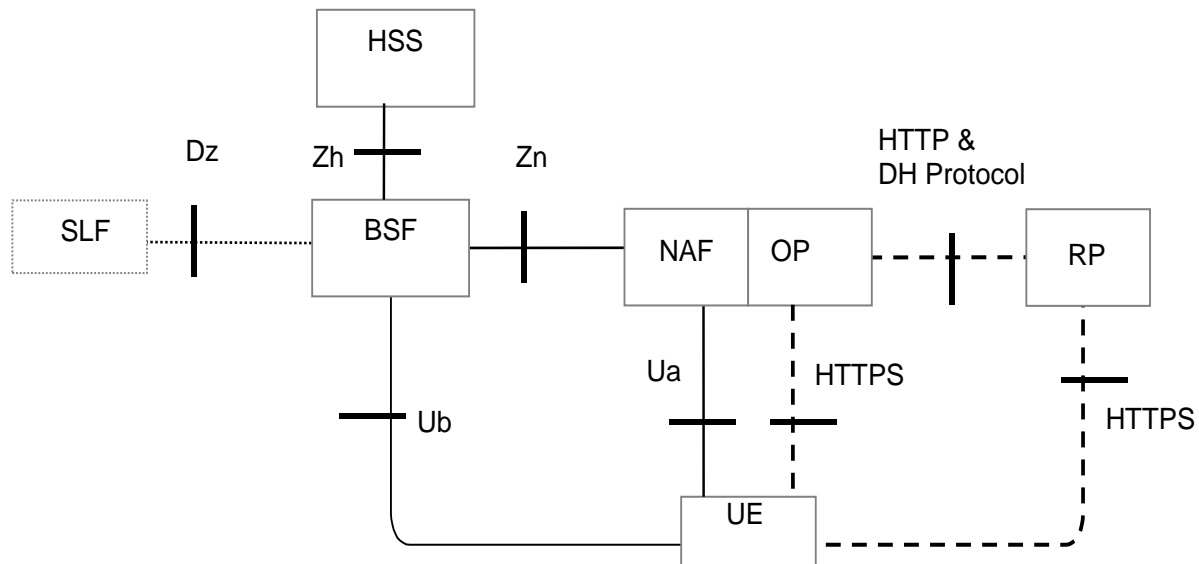 HSS
HTTP &
DH Protocol
Dz
Zh
Zn
SLF
BSF
NAF
OP
RP
Ua
HTTPS
Ub
HTTPS
UE